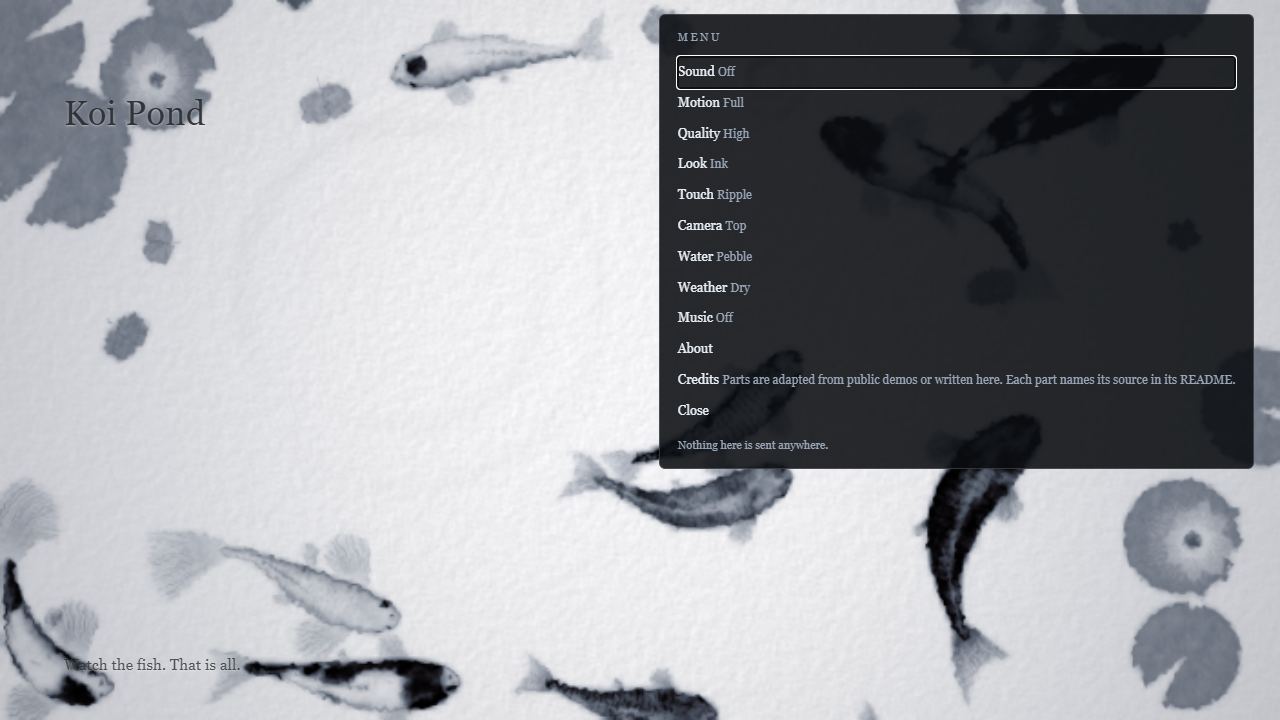 Koi Pond
MENU
Sound Off
Motion Full
Quality High
Look Ink
Touch Ripple
Camera Top
Water Pebble
Weather Dry
Music Off
About
Credits Parts are adapted from public demos or written here. Each part names its source in its README.
Close
Nothing here is sent anywhere.
Watch the fish. That is all.